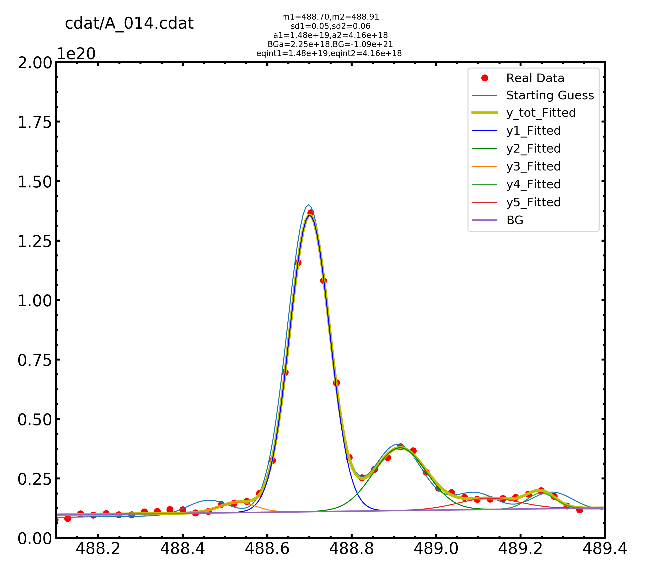 cdat/A_014.cdat
m1=488.70,m2=488.91
sd1=0.05,sd2=0.06
a1=1.48e+19,a2=4.16e+18
BGa=2.25e+18,BG=-1.09e+21
eqint1=1.48e+19,eqint2=4.16e+18
1e20
2.00
1.75
1.50
1.25
1.00
0.75
0.50
0.25
0.00
488.2 488.4 488.6 488.8 489.0 489.2 489.4
Real Data
Starting Guess
y_tot_Fitted
y1_Fitted
y2_Fitted
y3_Fitted
y4_Fitted
y5_Fitted
BG